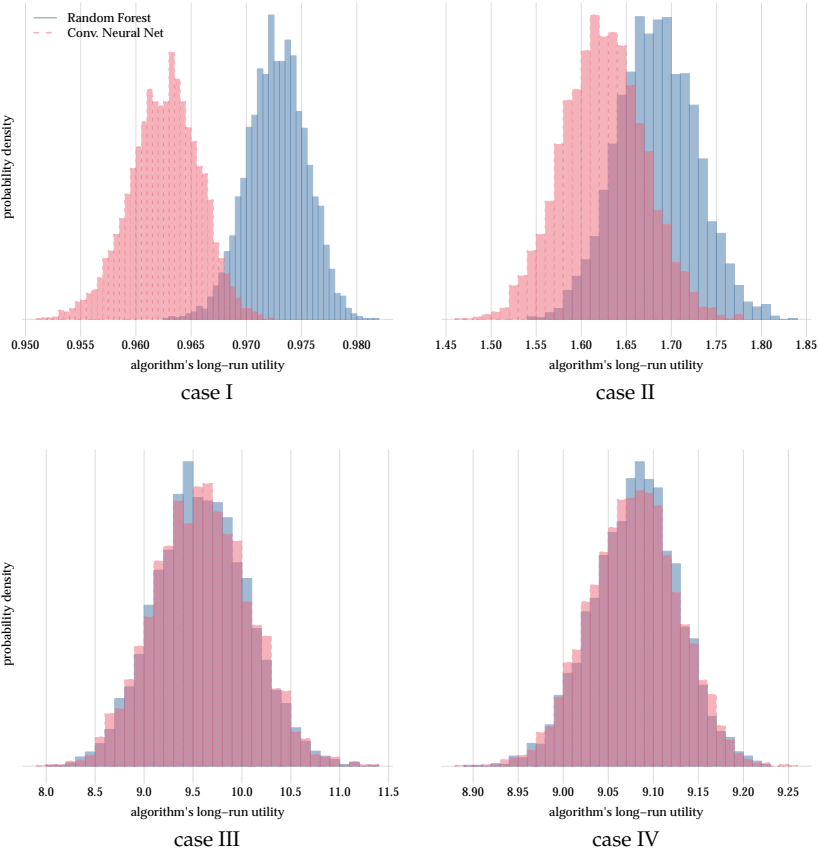 Random Forest
Conv. Neural Net
probability density
0.950 0.955 0.960 0.965 0.970 0.975 0.980
algorithm's long−run utility
case I
1.45 1.50 1.55 1.60 1.65 1.70 1.75 1.80 1.85
algorithm's long−run utility
case II
probability density
8.0 8.5 9.0 9.5 10.0 10.5 11.0 11.5
algorithm's long−run utility
case III
8.90 8.95 9.00 9.05 9.10 9.15 9.20 9.25
algorithm's long−run utility
case IV